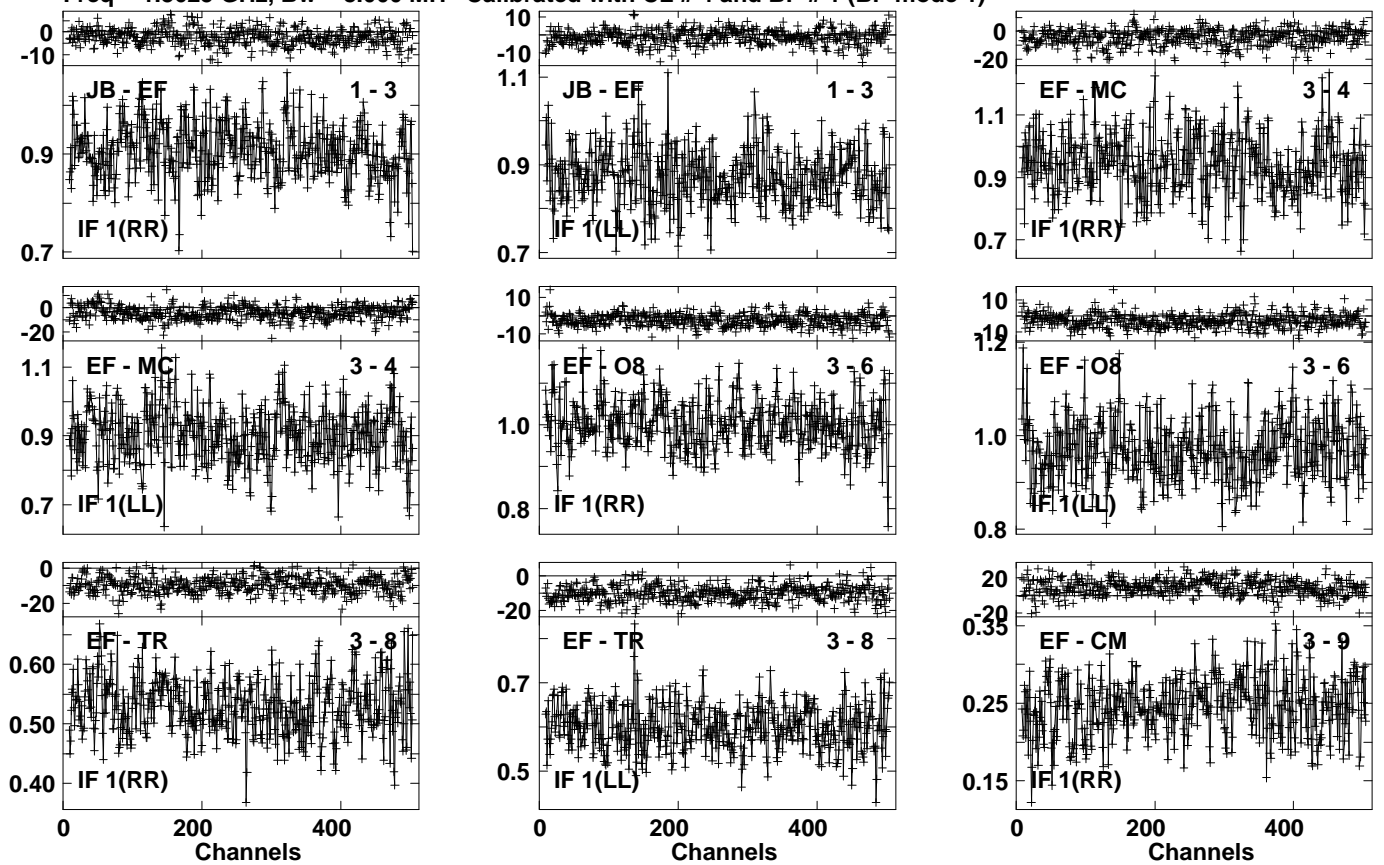 0
-10
JB - EF 1 - 3
0.9
0.7
IF 1(RR)
10
-10
JB - EF 1 - 3
1.1
0.9
0.7
IF 1(LL)
0
-20
EF - MC 3 - 4
1.1
0.9
0.7
IF 1(RR)
0
-20
EF - MC 3 - 4
1.1
0.9
0.7
IF 1(LL)
10
-10
EF - O8 3 - 6
1.0
0.8
IF 1(RR)
10
-10
1.2
EF - O8 3 - 6
1.0
0.8
IF 1(LL)
0
-20
EF - TR 3 - 8
0.60
0.50
0.40
IF 1(RR)
0 200 400
Channels
0
-20
EF - TR 3 - 8
0.7
0.5
IF 1(LL)
0 200 400
Channels
20
-20
0.35
EF - CM 3 - 9
0.25
0.15
IF 1(RR)
0 200 400
Channels